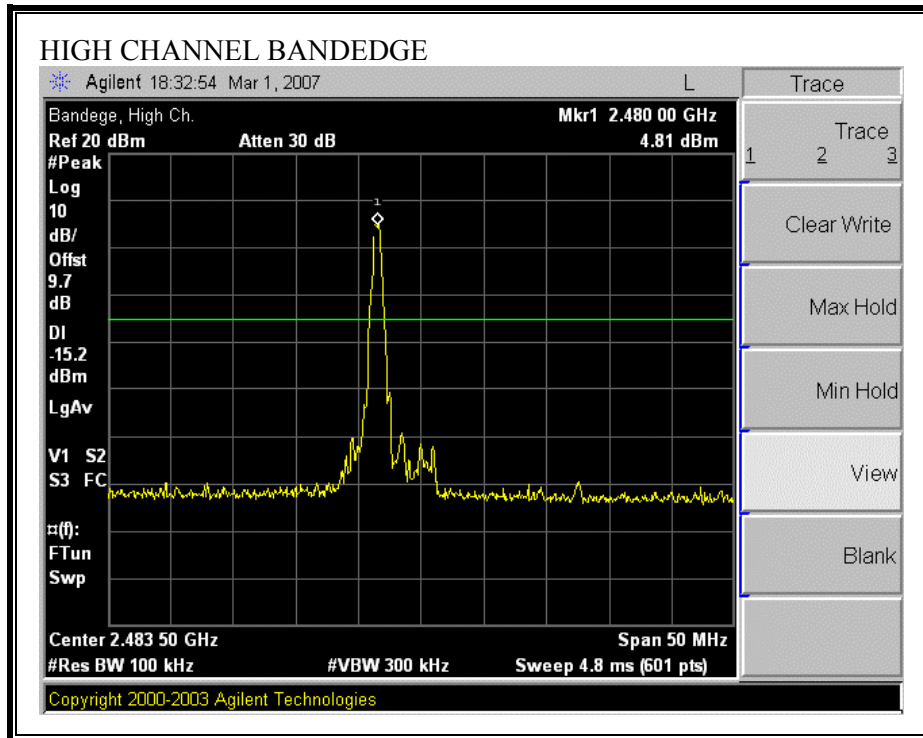 HIGH CHANNEL BANDEDGE
Agilent 18:32:54 Mar 1, 2007 L
Trace
Bandege, High Ch.
Mkr1 2.480 00 GHz
Ref 20 dBm Atten 30 dB 4.81 dBm
#Peak
Log
10
dB/
Offst
9.7
dB
DI
-15.2
dBm
LgAv
V1 S2
S3 FC
¤(f):
FTun
Swp
1
Center 2.483 50 GHz Span 50 MHz
#Res BW 100 kHz #VBW 300 kHz Sweep 4.8 ms (601 pts)
Copyright 2000-2003 Agilent Technologies
Trace
1 2 3
Clear Write
Max Hold
Min Hold
View
Blank